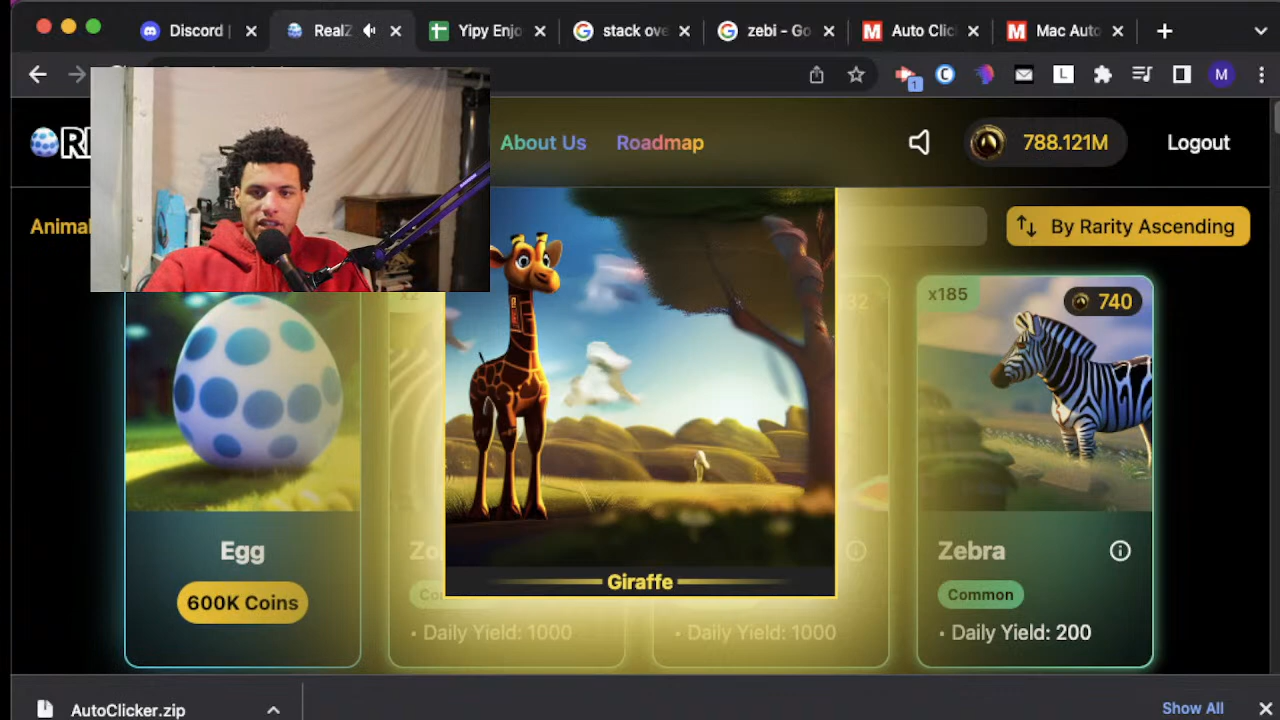 Discord |
RealZ
Yipy Enjo
stack ove
zebi - Go
Auto Clic
Mac Auto
1
C
L
M
About Us
Roadmap
788.121M
Logout
Animal
By Rarity Ascending
x185
740
Egg
Giraffe
Zebra
600K Coins
Common
• Daily Yield: 1000
• Daily Yield: 1000
• Daily Yield: 200
AutoClicker.zip
Show All